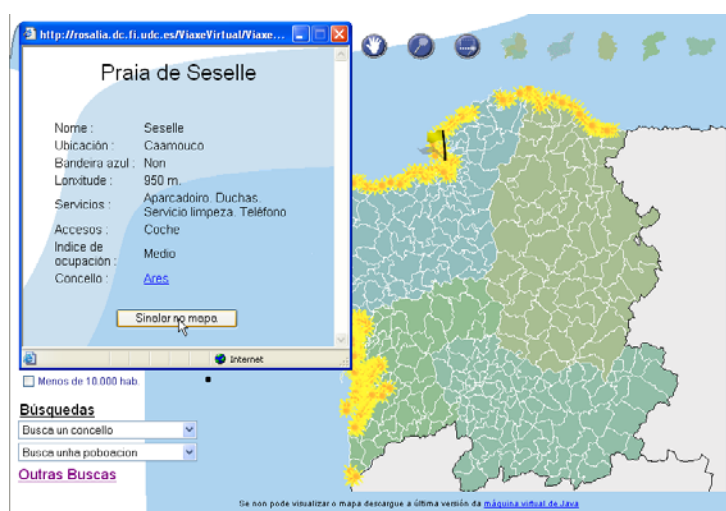 http://rosalia.dc.fi.udc.es/ViaxeVirtual/Viaxe...
Praia de Seselle
Nome : Seselle
Ubicación : Caamouco
Bandeira azul : Non
Lonxitude : 950 m.
Servicios : Aparcadoiro. Duchas.
Servicio limpeza. Teléfono
Accesos : Coche
Indice de
ocupación : Medio
Concello : Ares
Sinalar no mapa
Internet
Menos de 10.000 hab.
Búsquedas
Busca un concello
Busca unha poboacion
Outras Buscas
Se non pode visualizar o mapa descargue a última versión da máquina virtual de Java